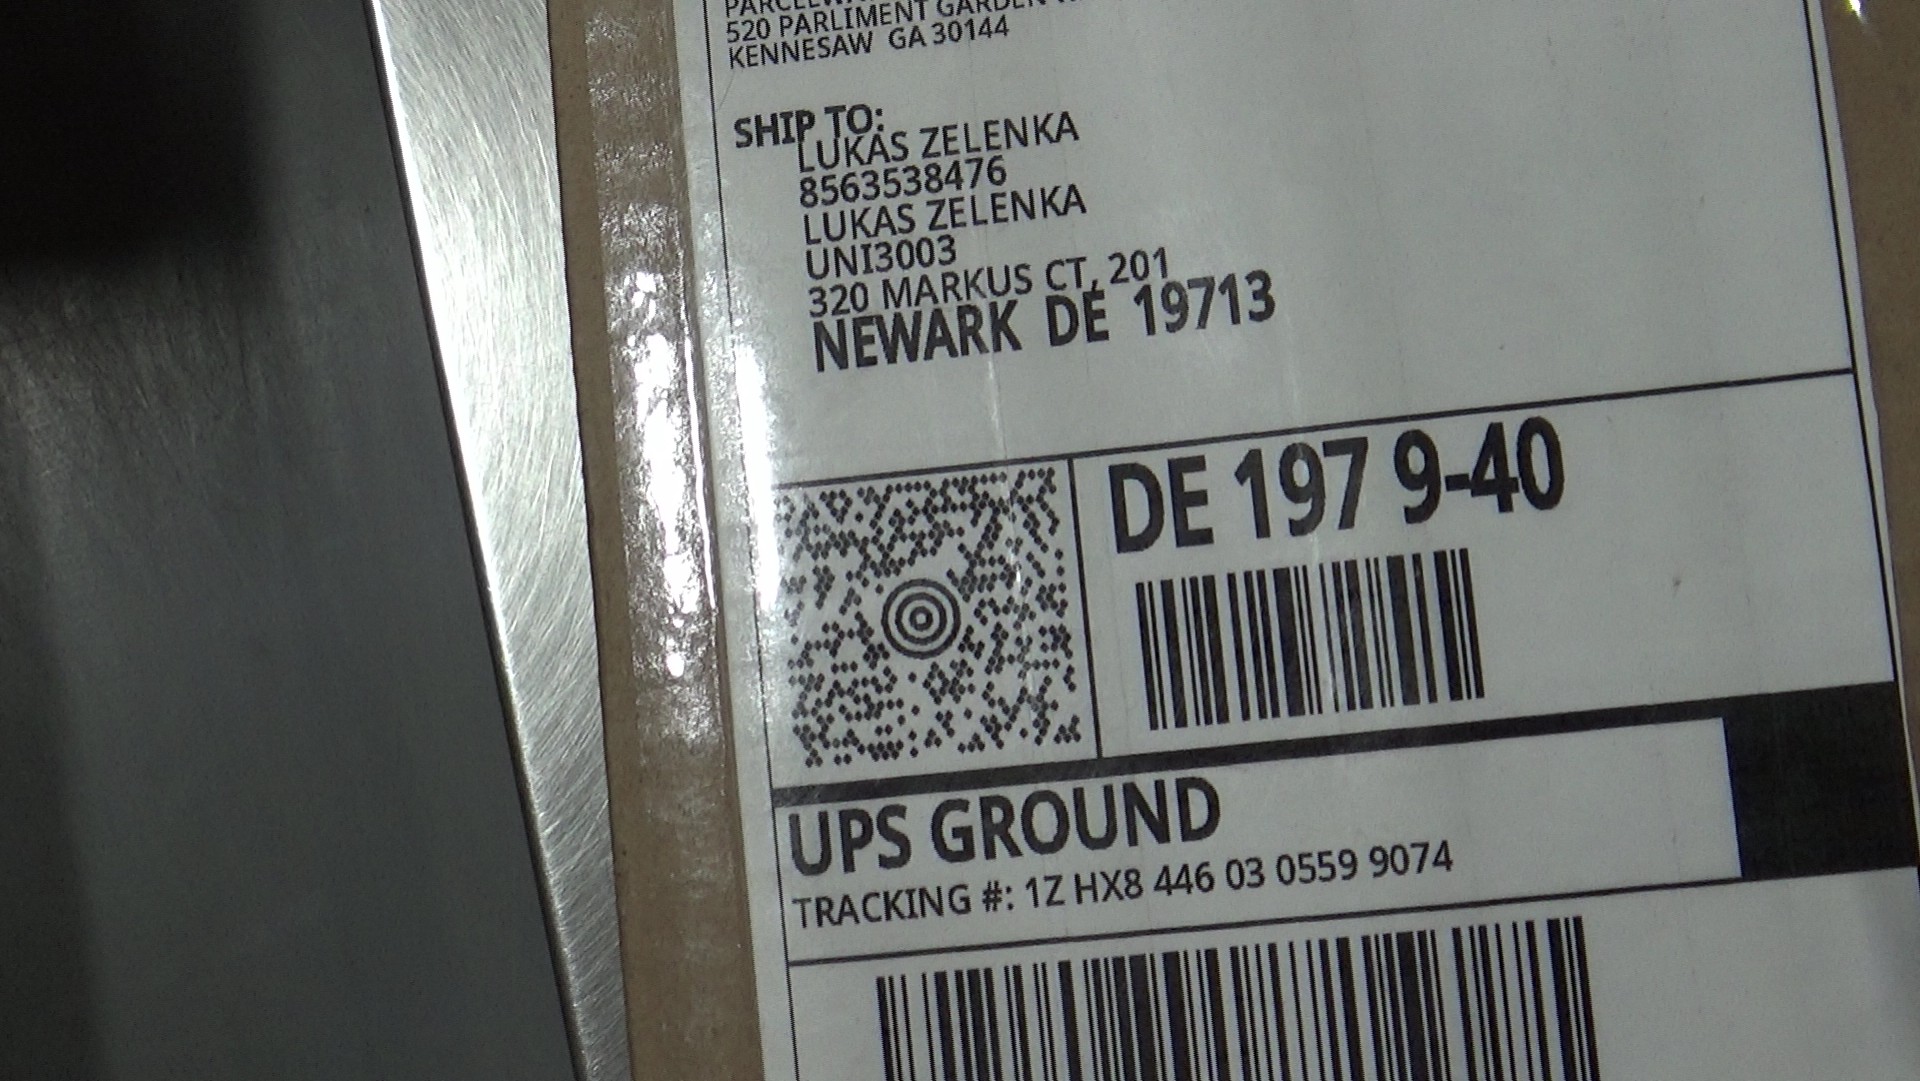 520 PARLIMENT GARDEN
KENNESAW GA 30144
SHIP TO:
LUKAS ZELENKA
8563538476
LUKAS ZELENKA
UNI3003
320 MARKUS CT, 201
NEWARK DE 19713
DE 197 9-40
UPS GROUND
TRACKING #: 1Z HX8 446 03 0559 9074